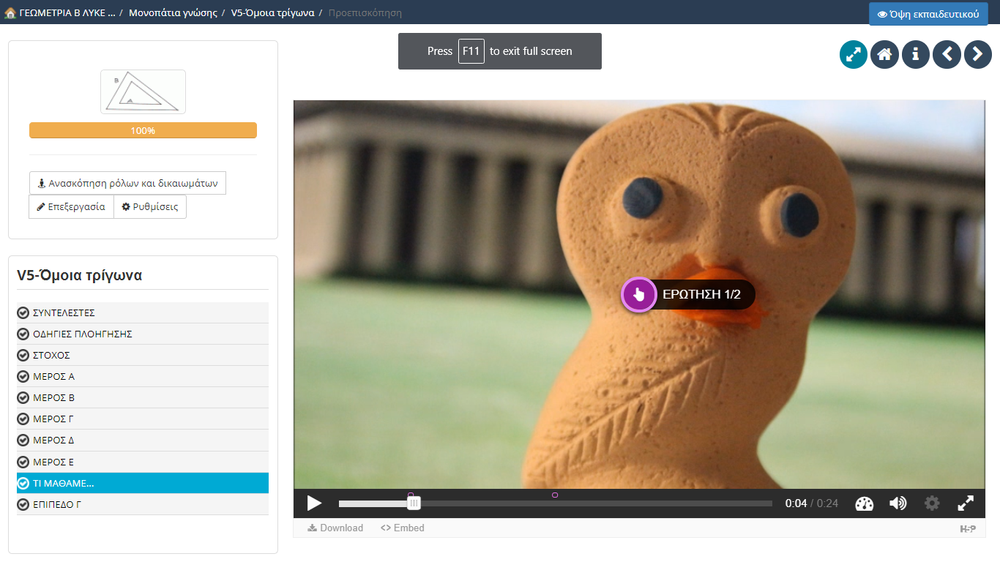 ΓΕΩΜΕΤΡΙΑ Β ΛΥΚΕ ... / Μονοπάτια γνώσης / V5-Όμοια τρίγωνα / Προεπισκόπηση
Όψη εκπαιδευτικού
Press F11 to exit full screen
B
100%
Ανασκόπηση ρόλων και δικαιωμάτων
Επεξεργασία
Ρυθμίσεις
V5-Όμοια τρίγωνα
ΣΥΝΤΕΛΕΣΤΕΣ
ΟΔΗΓΙΕΣ ΠΛΟΗΓΗΣΗΣ
ΣΤΟΧΟΣ
ΜΕΡΟΣ Α
ΜΕΡΟΣ Β
ΜΕΡΟΣ Γ
ΜΕΡΟΣ Δ
ΜΕΡΟΣ Ε
ΤΙ ΜΑΘΑΜΕ...
ΕΠΙΠΕΔΟ Γ
ΕΡΩΤΗΣΗ 1/2
0:04 / 0:24
Download
<> Embed
H5P